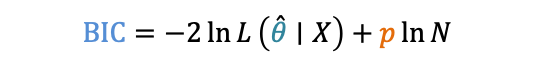 BIC = −2 ln L (θ̂ | X) + p ln N